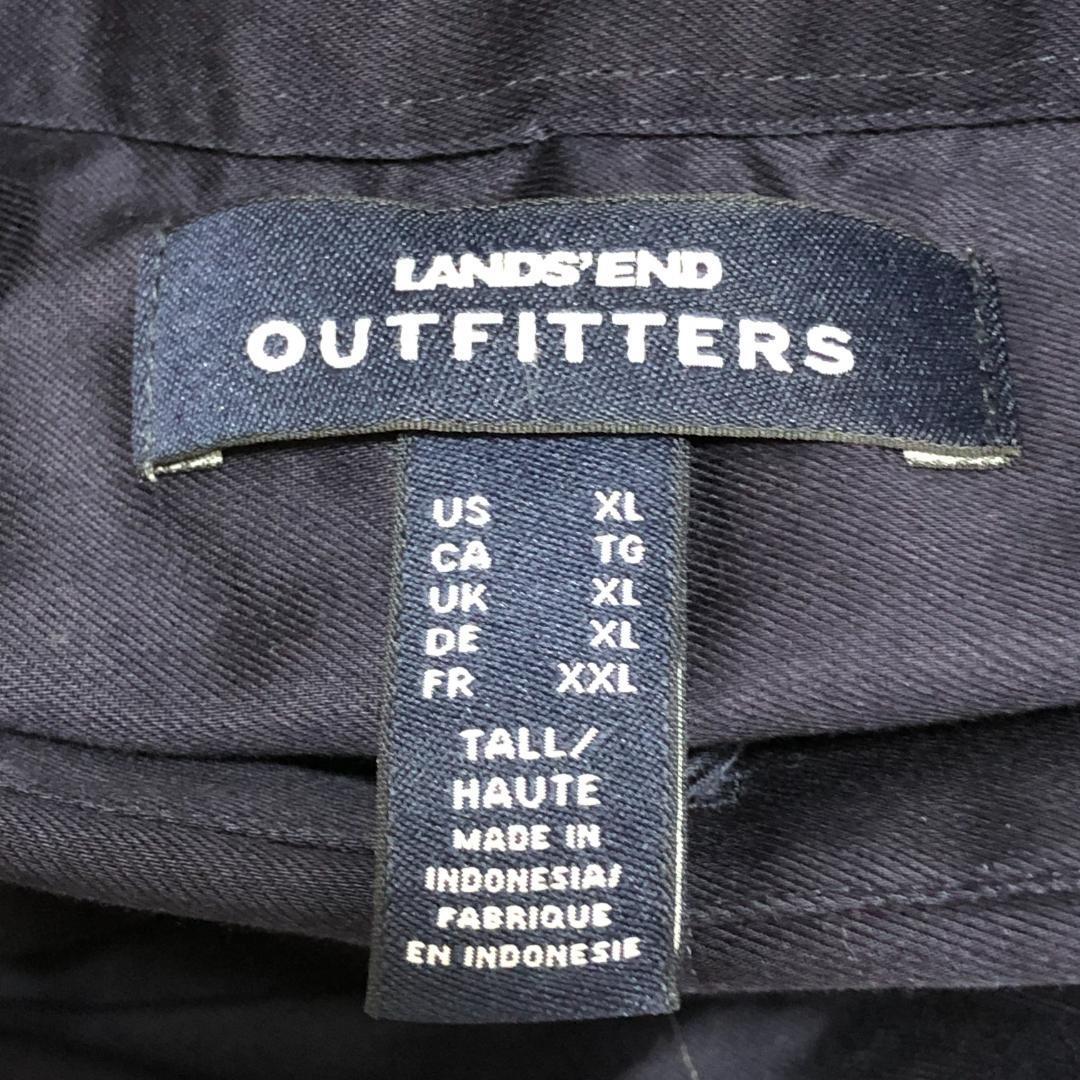 LANDS' END
OUTFITTERS
US XL
CA TG
UK XL
DE XL
FR XXL
TALL/
HAUTE
MADE IN
INDONESIA/
FABRIQUE
EN INDONESIE